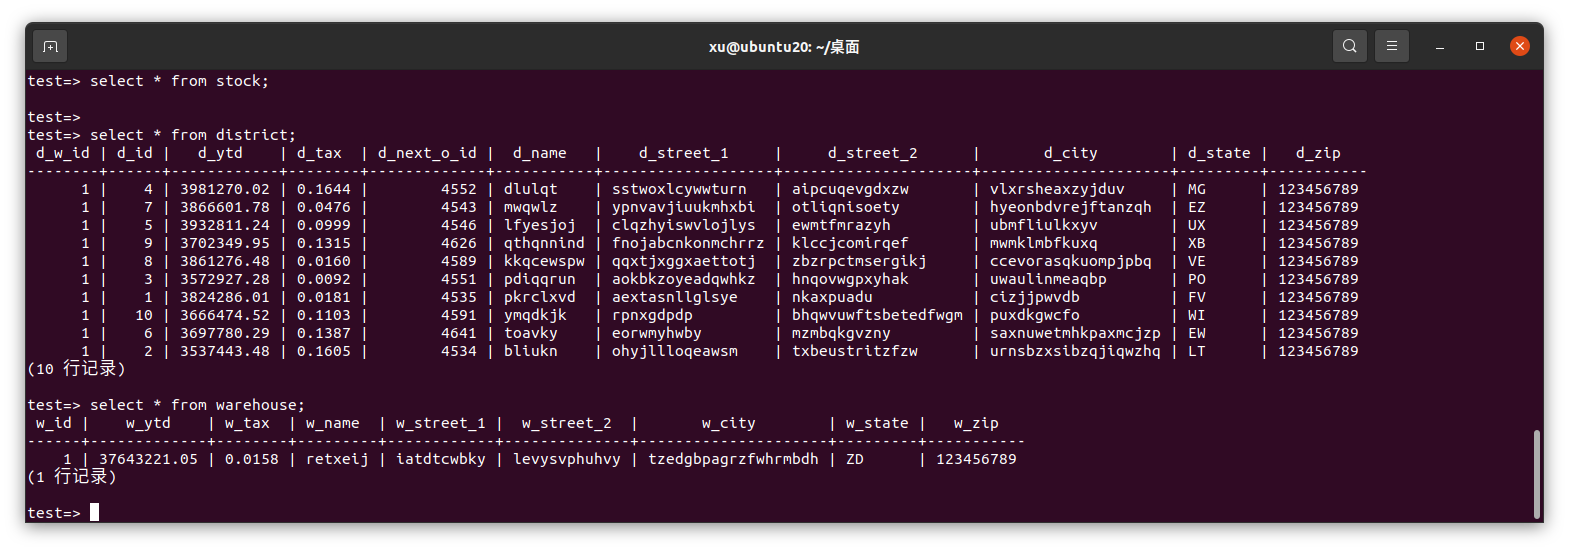 xu@ubuntu20: ~/桌面
test=> select * from stock;
test=>
test=> select * from district;
 d_w_id | d_id |   d_ytd    | d_tax  | d_next_o_id |  d_name   |    d_street_1     |     d_street_2      |       d_city        | d_state |   d_zip
--------+------+------------+--------+-------------+-----------+-------------------+---------------------+---------------------+---------+-----------
      1 |    4 | 3981270.02 | 0.1644 |        4552 | dlulqt    | sstwoxlcywwturn   | aipcuqevgdxzw       | vlxrsheaxzyjduv     | MG      | 123456789
      1 |    7 | 3866601.78 | 0.0476 |        4543 | mwqwlz    | ypnvavjiuukmhxbi  | otliqnisoety        | hyeonbdvrejftanzqh  | EZ      | 123456789
      1 |    5 | 3932811.24 | 0.0999 |        4546 | lfyesjoj  | clqzhyiswvlojlys  | ewmtfmrazyh         | ubmfliulkxyv        | UX      | 123456789
      1 |    9 | 3702349.95 | 0.1315 |        4626 | qthqnnind | fnojabcnkonmchrrz | klccjcomirqef       | mwmklmbfkuxq        | XB      | 123456789
      1 |    8 | 3861276.48 | 0.0160 |        4589 | kkqcewspw | qqxtjxggxaettotj  | zbzrpctmsergikj     | ccevorasqkuompjpbq  | VE      | 123456789
      1 |    3 | 3572927.28 | 0.0092 |        4551 | pdiqqrun  | aokbkzoyeadqwhkz  | hnqovwgpxyhak       | uwaulinmeaqbp       | PO      | 123456789
      1 |    1 | 3824286.01 | 0.0181 |        4535 | pkrclxvd  | aextasnllglsye    | nkaxpuadu           | cizjjpwvdb          | FV      | 123456789
      1 |   10 | 3666474.52 | 0.1103 |        4591 | ymqdkjk   | rpnxgdpdp         | bhqwvuwftsbetedfwgm | puxdkgwcfo          | WI      | 123456789
      1 |    6 | 3697780.29 | 0.1387 |        4641 | toavky    | eorwmyhwby        | mzmbqkgvzny         | saxnuwetmhkpaxmcjzp | EW      | 123456789
      1 |    2 | 3537443.48 | 0.1605 |        4534 | bliukn    | ohyjllloqeawsm    | txbeustritzfzw      | urnsbzxsibzqjiqwzhq | LT      | 123456789
(10 行记录)
test=> select * from warehouse;
 w_id |    w_ytd    | w_tax  | w_name  | w_street_1 |  w_street_2  |       w_city        | w_state |   w_zip
------+-------------+--------+---------+------------+--------------+---------------------+---------+-----------
    1 | 37643221.05 | 0.0158 | retxeij | iatdtcwbky | levysvphuhvy | tzedgbpagrzfwhrmbdh | ZD      | 123456789
(1 行记录)
test=>